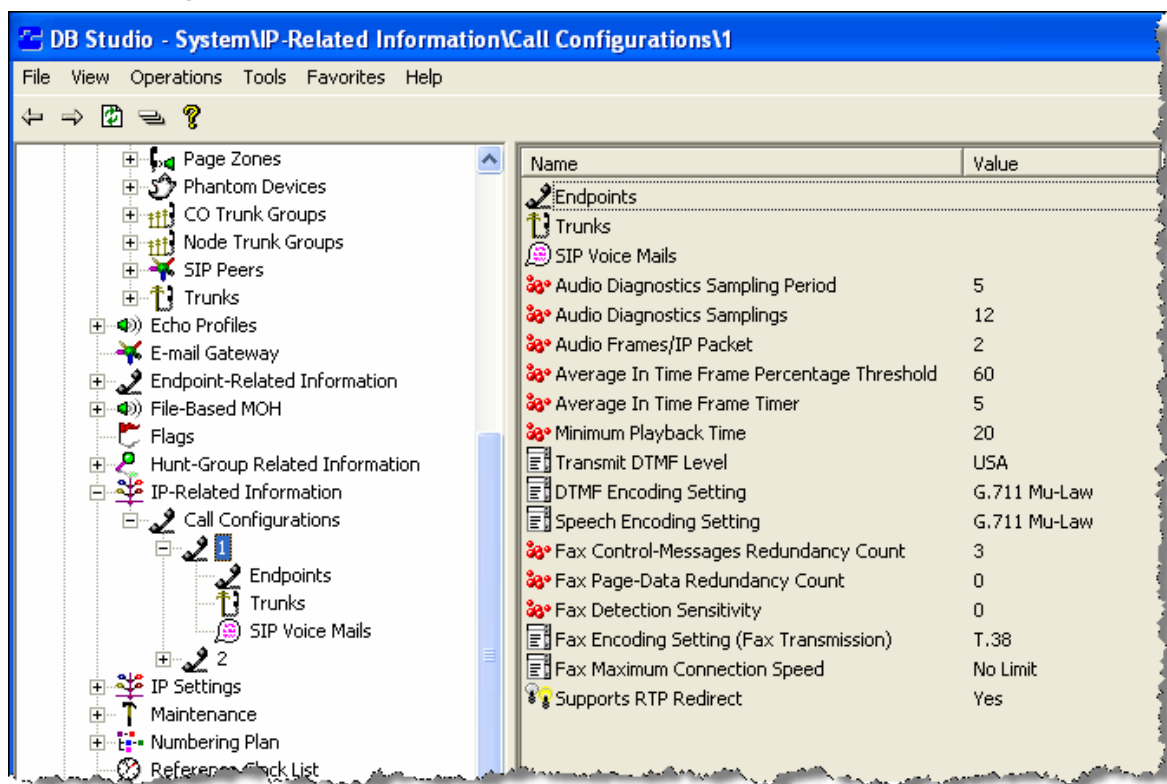 DB Studio - System\IP-Related Information\Call Configurations\1
File View Operations Tools Favorites Help
Page Zones
Phantom Devices
CO Trunk Groups
Node Trunk Groups
SIP Peers
Trunks
Echo Profiles
E-mail Gateway
Endpoint-Related Information
File-Based MOH
Flags
Hunt-Group Related Information
IP-Related Information
Call Configurations
1
Endpoints
Trunks
SIP Voice Mails
2
IP Settings
Maintenance
Numbering Plan
Reference Clock List
Name Value
Endpoints
Trunks
SIP Voice Mails
Audio Diagnostics Sampling Period 5
Audio Diagnostics Samplings 12
Audio Frames/IP Packet 2
Average In Time Frame Percentage Threshold 60
Average In Time Frame Timer 5
Minimum Playback Time 20
Transmit DTMF Level USA
DTMF Encoding Setting G.711 Mu-Law
Speech Encoding Setting G.711 Mu-Law
Fax Control-Messages Redundancy Count 3
Fax Page-Data Redundancy Count 0
Fax Detection Sensitivity 0
Fax Encoding Setting (Fax Transmission) T.38
Fax Maximum Connection Speed No Limit
Supports RTP Redirect Yes